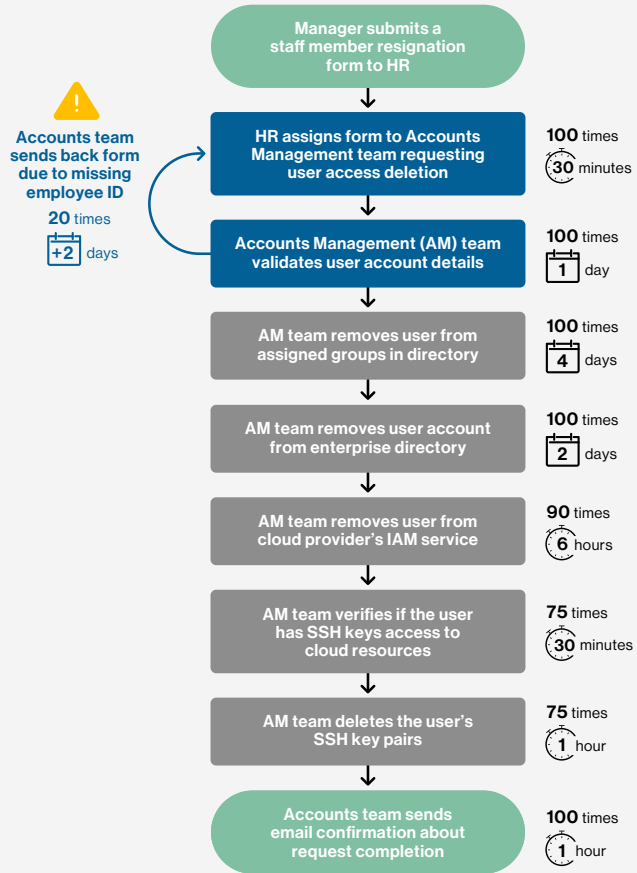 Manager submits a
staff member resignation
form to HR
!
Accounts team
sends back form
due to missing
employee ID
20 times
+2 days
HR assigns form to Accounts
Management team requesting
user access deletion
100 times
30 minutes
Accounts Management (AM) team
validates user account details
100 times
1 day
AM team removes user from
assigned groups in directory
100 times
4 days
AM team removes user account
from enterprise directory
100 times
2 days
AM team removes user from
cloud provider’s IAM service
90 times
6 hours
AM team verifies if the user
has SSH keys access to
cloud resources
75 times
30 minutes
AM team deletes the user’s
SSH key pairs
75 times
1 hour
Accounts team sends
email confirmation about
request completion
100 times
1 hour